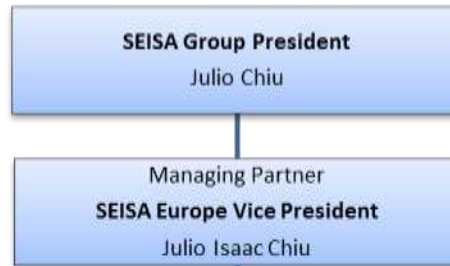 SEISA Group President
Julio Chiu
Managing Partner
SEISA Europe Vice President
Julio Isaac Chiu